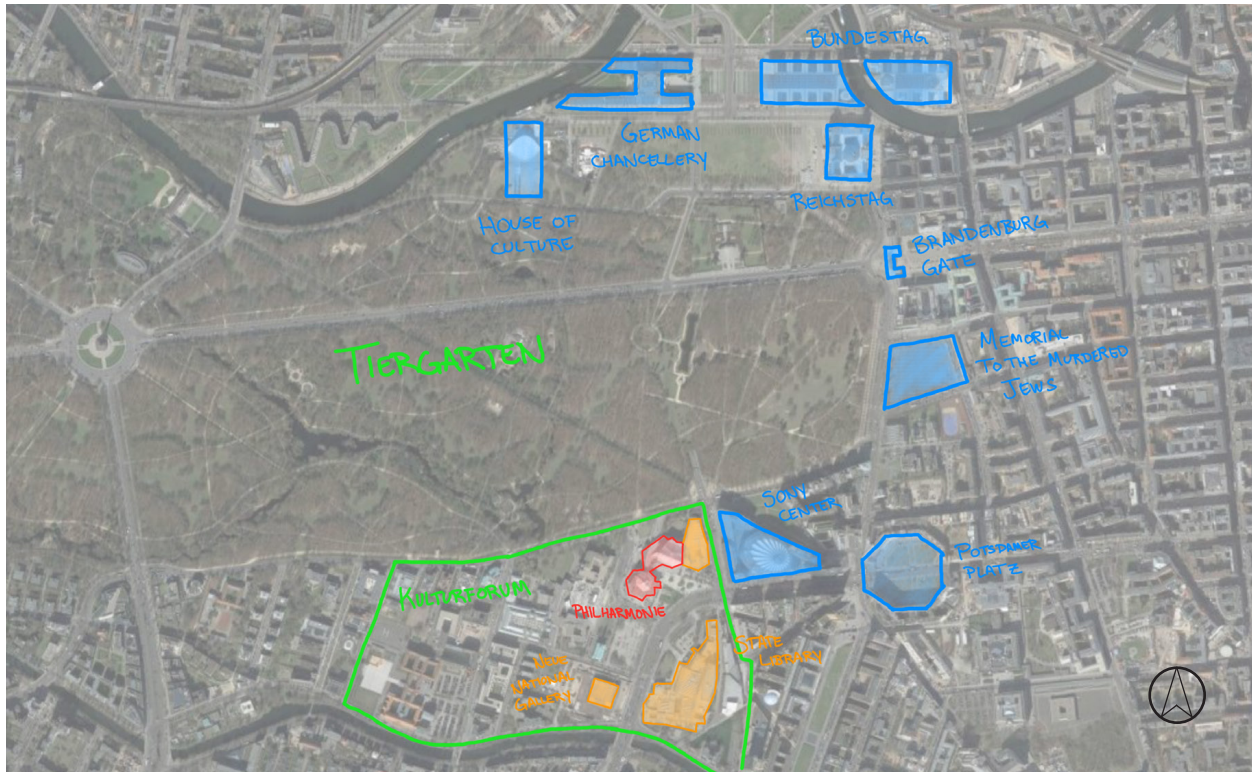 BUNDESTAG
GERMAN
CHANCELLERY
REICHSTAG
HOUSE OF
CULTURE
BRANDENBURG
GATE
MEMORIAL
TO THE MURDERED
JEWS
TIERGARTEN
SONY
CENTER
POTSDAMER
PLATZ
KULTURFORUM
PHILHARMONIE
STATE
LIBRARY
NEUE
NATIONAL
GALLERY